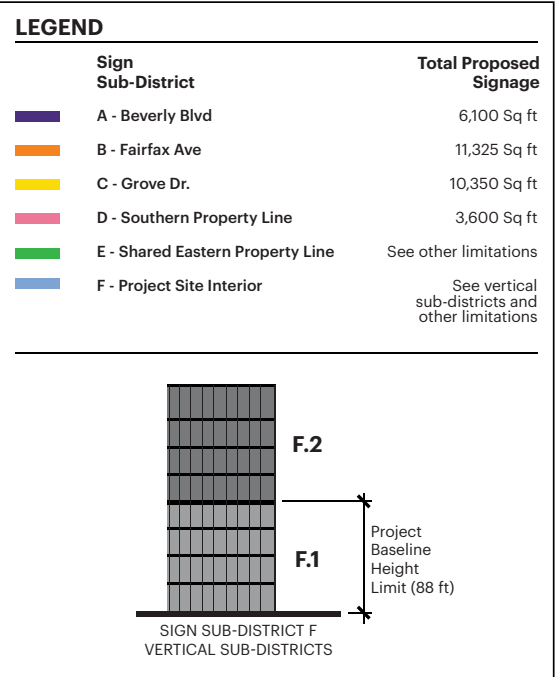 LEGEND
Sign
Sub-District
Total Proposed
Signage
A - Beverly Blvd 6,100 Sq ft
B - Fairfax Ave 11,325 Sq ft
C - Grove Dr. 10,350 Sq ft
D - Southern Property Line 3,600 Sq ft
E - Shared Eastern Property Line See other limitations
F - Project Site Interior See vertical
sub-districts and
other limitations
F.2
F.1
Project
Baseline
Height
Limit (88 ft)
SIGN SUB-DISTRICT F
VERTICAL SUB-DISTRICTS